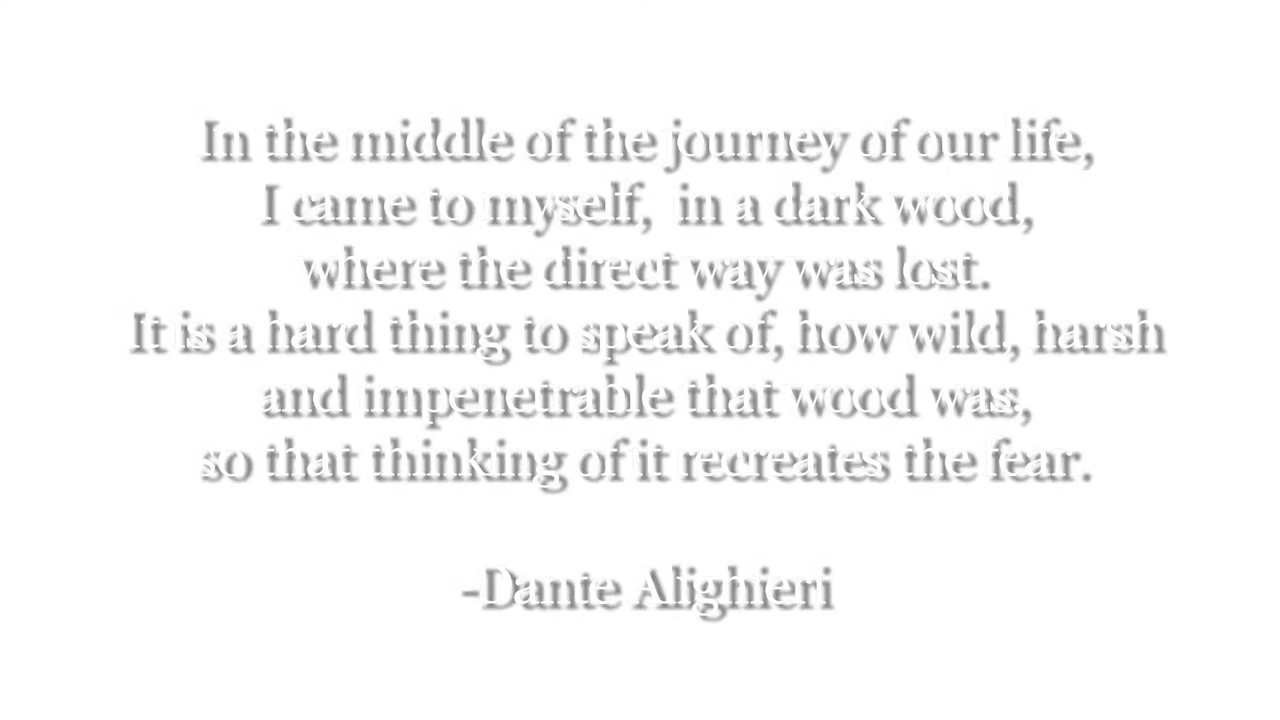 In the middle of the journey of our life,
I came to myself,  in a dark wood,
where the direct way was lost.
It is a hard thing to speak of, how wild, harsh
and impenetrable that wood was,
so that thinking of it recreates the fear.
-Dante Alighieri